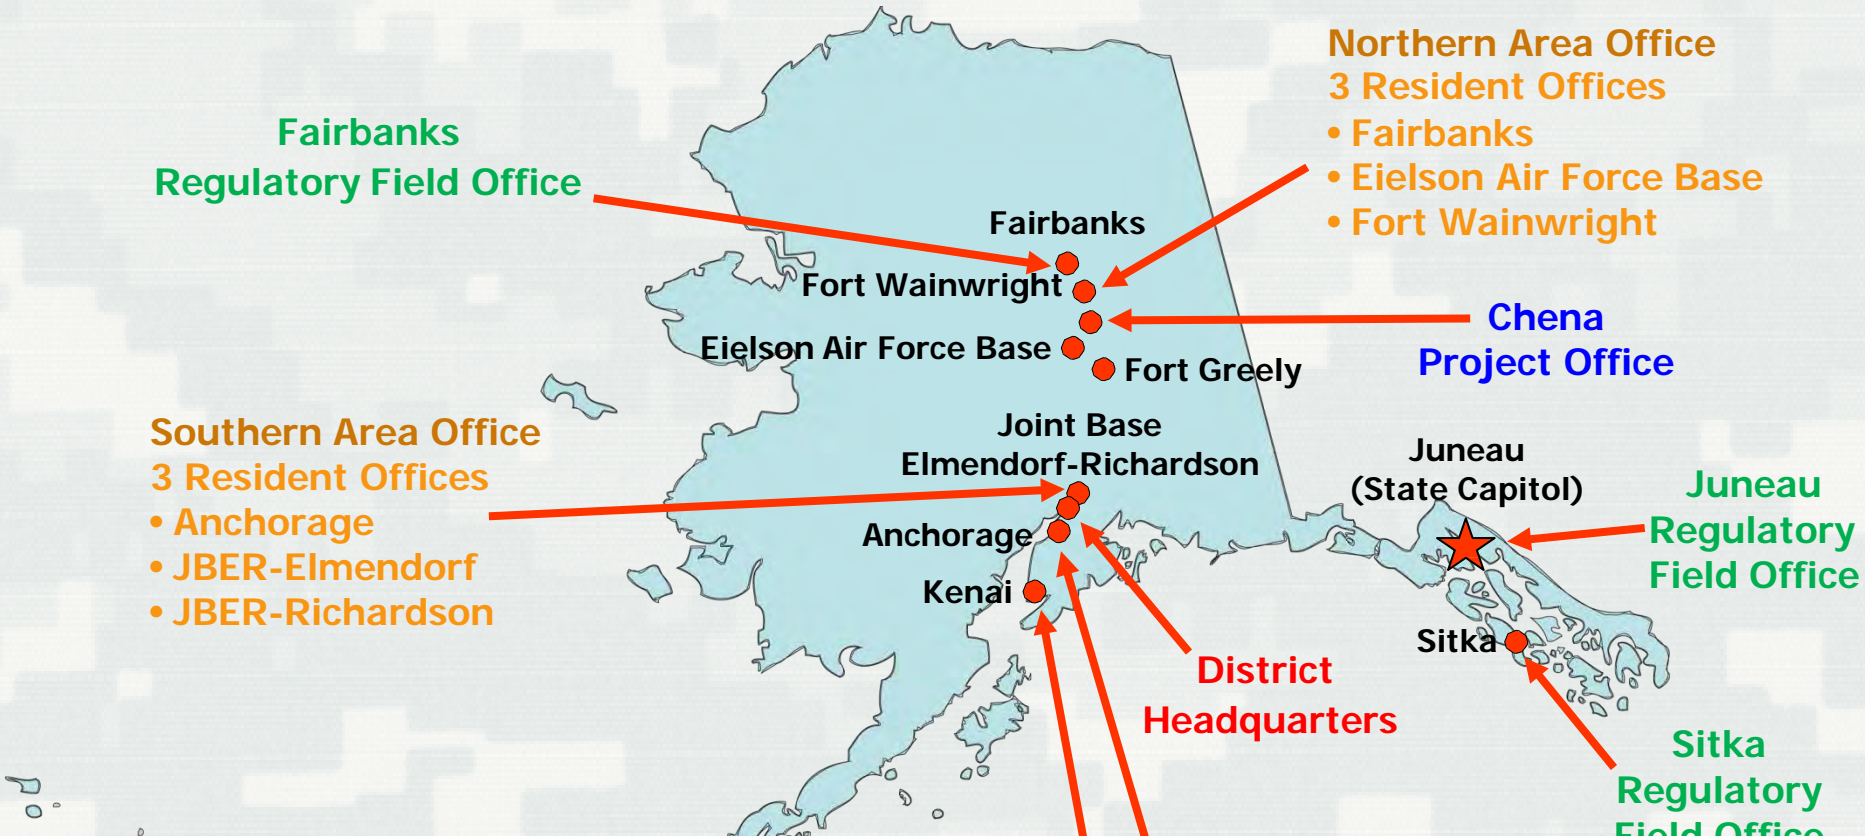 Northern Area Office
3 Resident Offices
• Fairbanks
• Eielson Air Force Base
• Fort Wainwright
Fairbanks
Regulatory Field Office
Fairbanks
Fort Wainwright
Chena
Project Office
Eielson Air Force Base
Fort Greely
Southern Area Office
3 Resident Offices
• Anchorage
• JBER-Elmendorf
• JBER-Richardson
Joint Base
Elmendorf-Richardson
Anchorage
Kenai
Juneau
(State Capitol)
Juneau
Regulatory
Field Office
Sitka
District
Headquarters
Sitka
Regulatory
Field Office